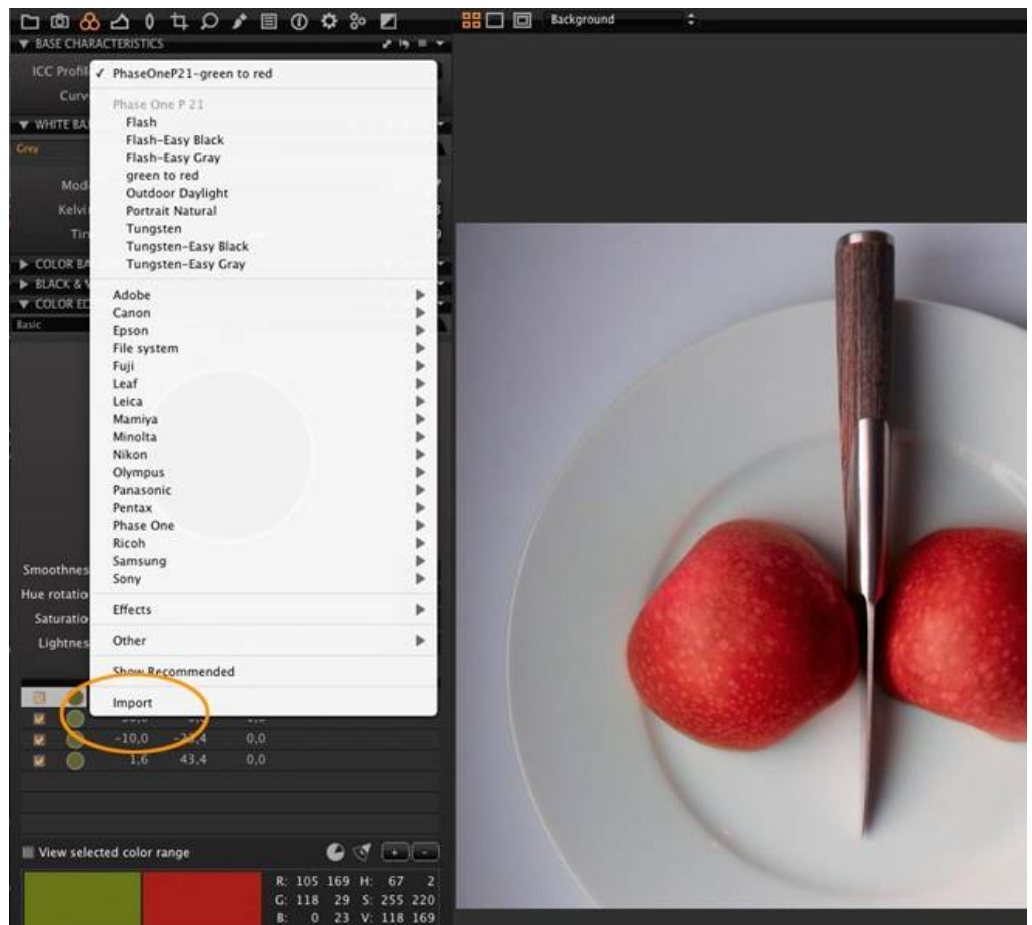 Background
BASE CHARACTERISTICS
ICC Profil
✓ PhaseOneP21-green to red
Curv
Phase One P 21
Flash
WHITE BA
Flash-Easy Black
Grey
Flash-Easy Gray
green to red
Mod
Outdoor Daylight
Kelvi
Portrait Natural
Tin
Tungsten
Tungsten-Easy Black
COLOR BA
Tungsten-Easy Gray
BLACK &
Adobe
COLOR ED
Canon
Basic
Epson
File system
Fuji
Leaf
Leica
Mamiya
Minolta
Nikon
Olympus
Panasonic
Pentax
Phase One
Ricoh
Samsung
Smoothnes
Sony
Hue rotatio
Effects
Saturatio
Lightnes
Other
Show Recommended
Import
-10,0 -23,4 0,0
1,6 43,4 0,0
View selected color range
R: 105 169 H: 67 2
G: 118 29 S: 255 220
B: 0 23 V: 118 169